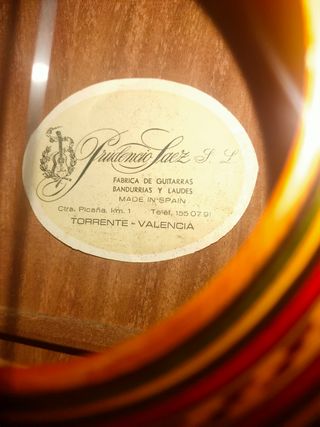 Prudencio Saez S. L.
FABRICA DE GUITARRAS
BANDURRIAS Y LAUDES
MADE IN SPAIN
Ctra. Picaña, km. 1 Teléf. 155 07 91
TORRENTE - VALENCIA